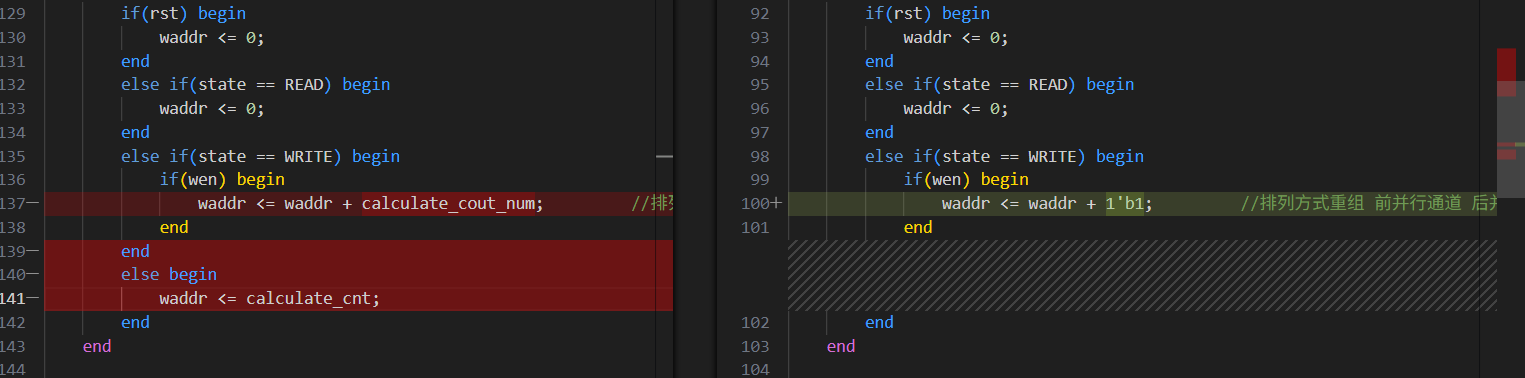 129 if(rst) begin
130 waddr <= 0;
131 end
132 else if(state == READ) begin
133 waddr <= 0;
134 end
135 else if(state == WRITE) begin
136 if(wen) begin
137— waddr <= waddr + calculate_cout_num; //排
138 end
139— end
140— else begin
141— waddr <= calculate_cnt;
142 end
143 end
144
92 if(rst) begin
93 waddr <= 0;
94 end
95 else if(state == READ) begin
96 waddr <= 0;
97 end
98 else if(state == WRITE) begin
99 if(wen) begin
100+ waddr <= waddr + 1'b1; //排列方式重组 前并行通道 后
101 end
102 end
103 end
104